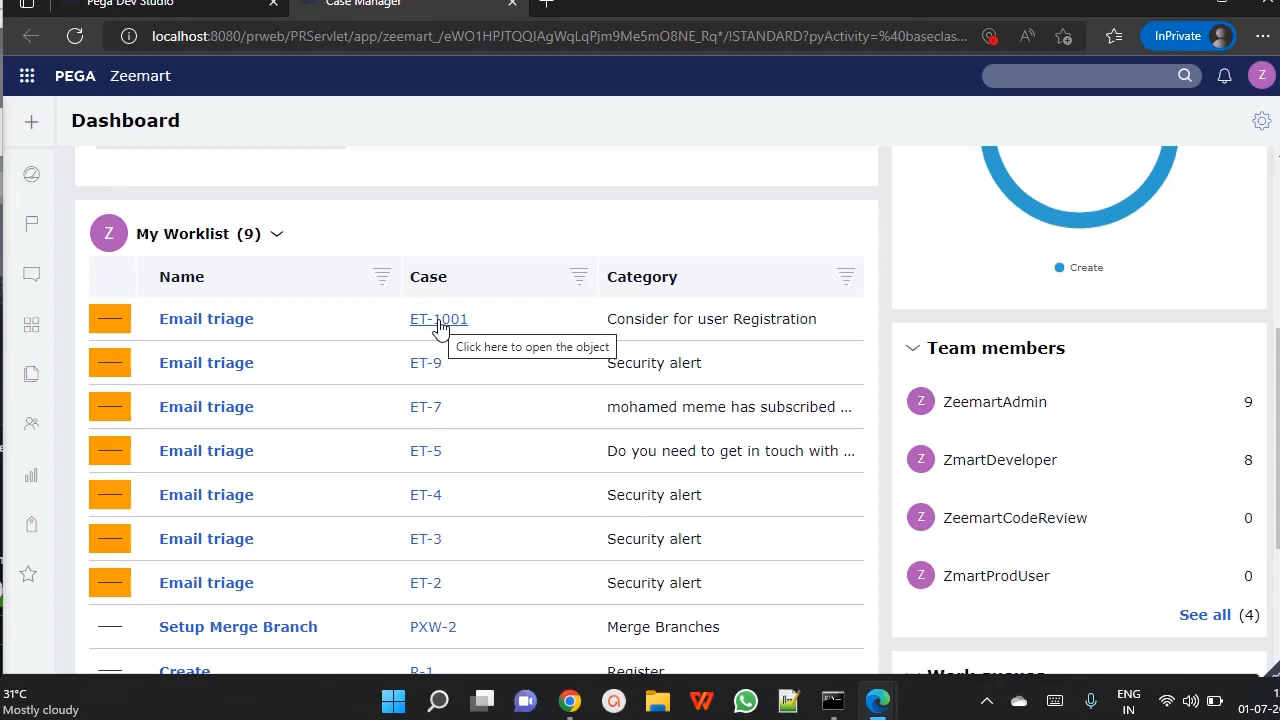 Pega Dev Studio
Case Manager
localhost:8080/prweb/PRServlet/app/zeemart_/eWO1HPJTQQIAgWqLqPjm9Me5mO8NE_Rq*/!STANDARD?pyActivity=%40baseclas...
InPrivate
PEGA Zeemart
Z
Dashboard
Z My Worklist (9)
Name Case Category
Email triage ET-1001 Consider for user Registration
Click here to open the object
Email triage ET-9 Security alert
Email triage ET-7 mohamed meme has subscribed ...
Email triage ET-5 Do you need to get in touch with ...
Email triage ET-4 Security alert
Email triage ET-3 Security alert
Email triage ET-2 Security alert
Setup Merge Branch PXW-2 Merge Branches
Create R-1 Register
Create
Team members
Z ZeemartAdmin 9
Z ZmartDeveloper 8
Z ZeemartCodeReview 0
Z ZmartProdUser 0
See all (4)
31°C
Mostly cloudy
ENG
IN
01-07-2